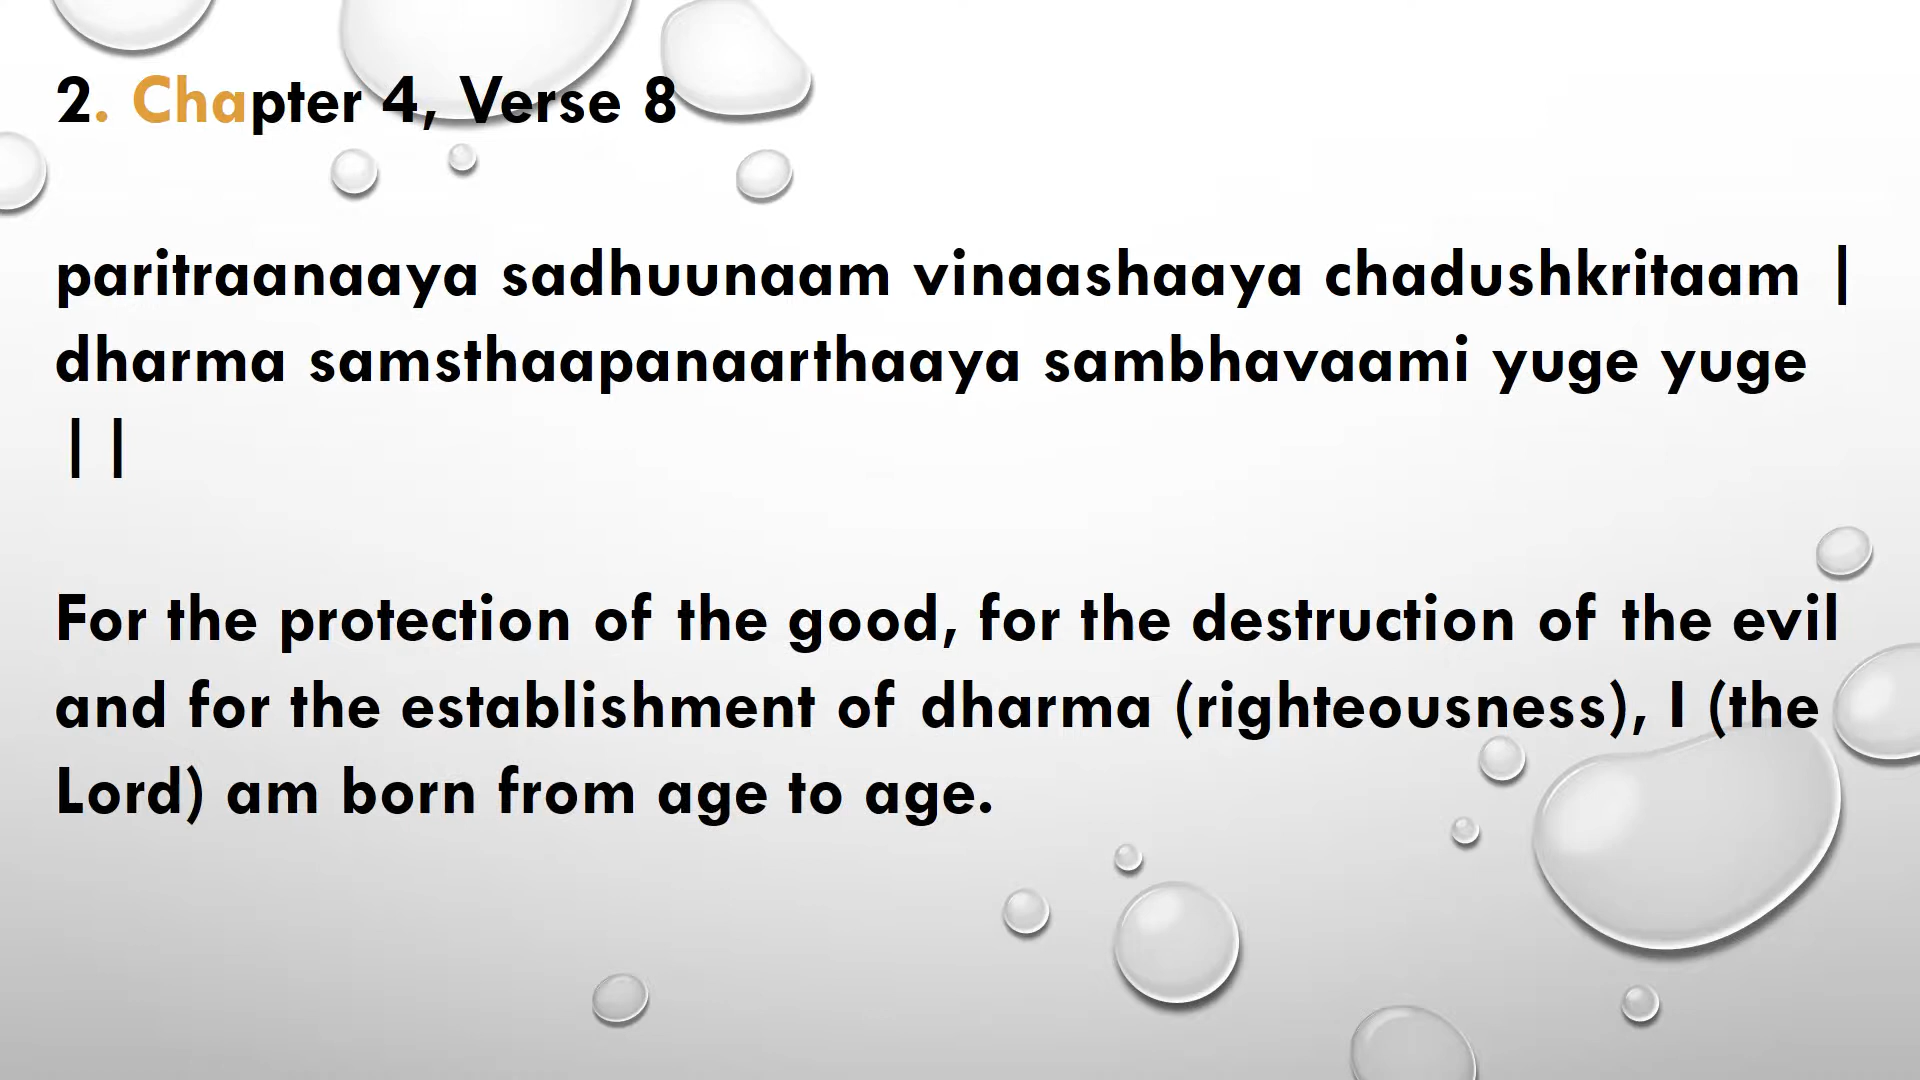 2. Chapter 4, Verse 8
paritraanaaya sadhuunaam vinaashaaya chadushkritaam |
dharma samsthaapanaarthaaya sambhavaami yuge yuge
||
For the protection of the good, for the destruction of the evil
and for the establishment of dharma (righteousness), I (the
Lord) am born from age to age.